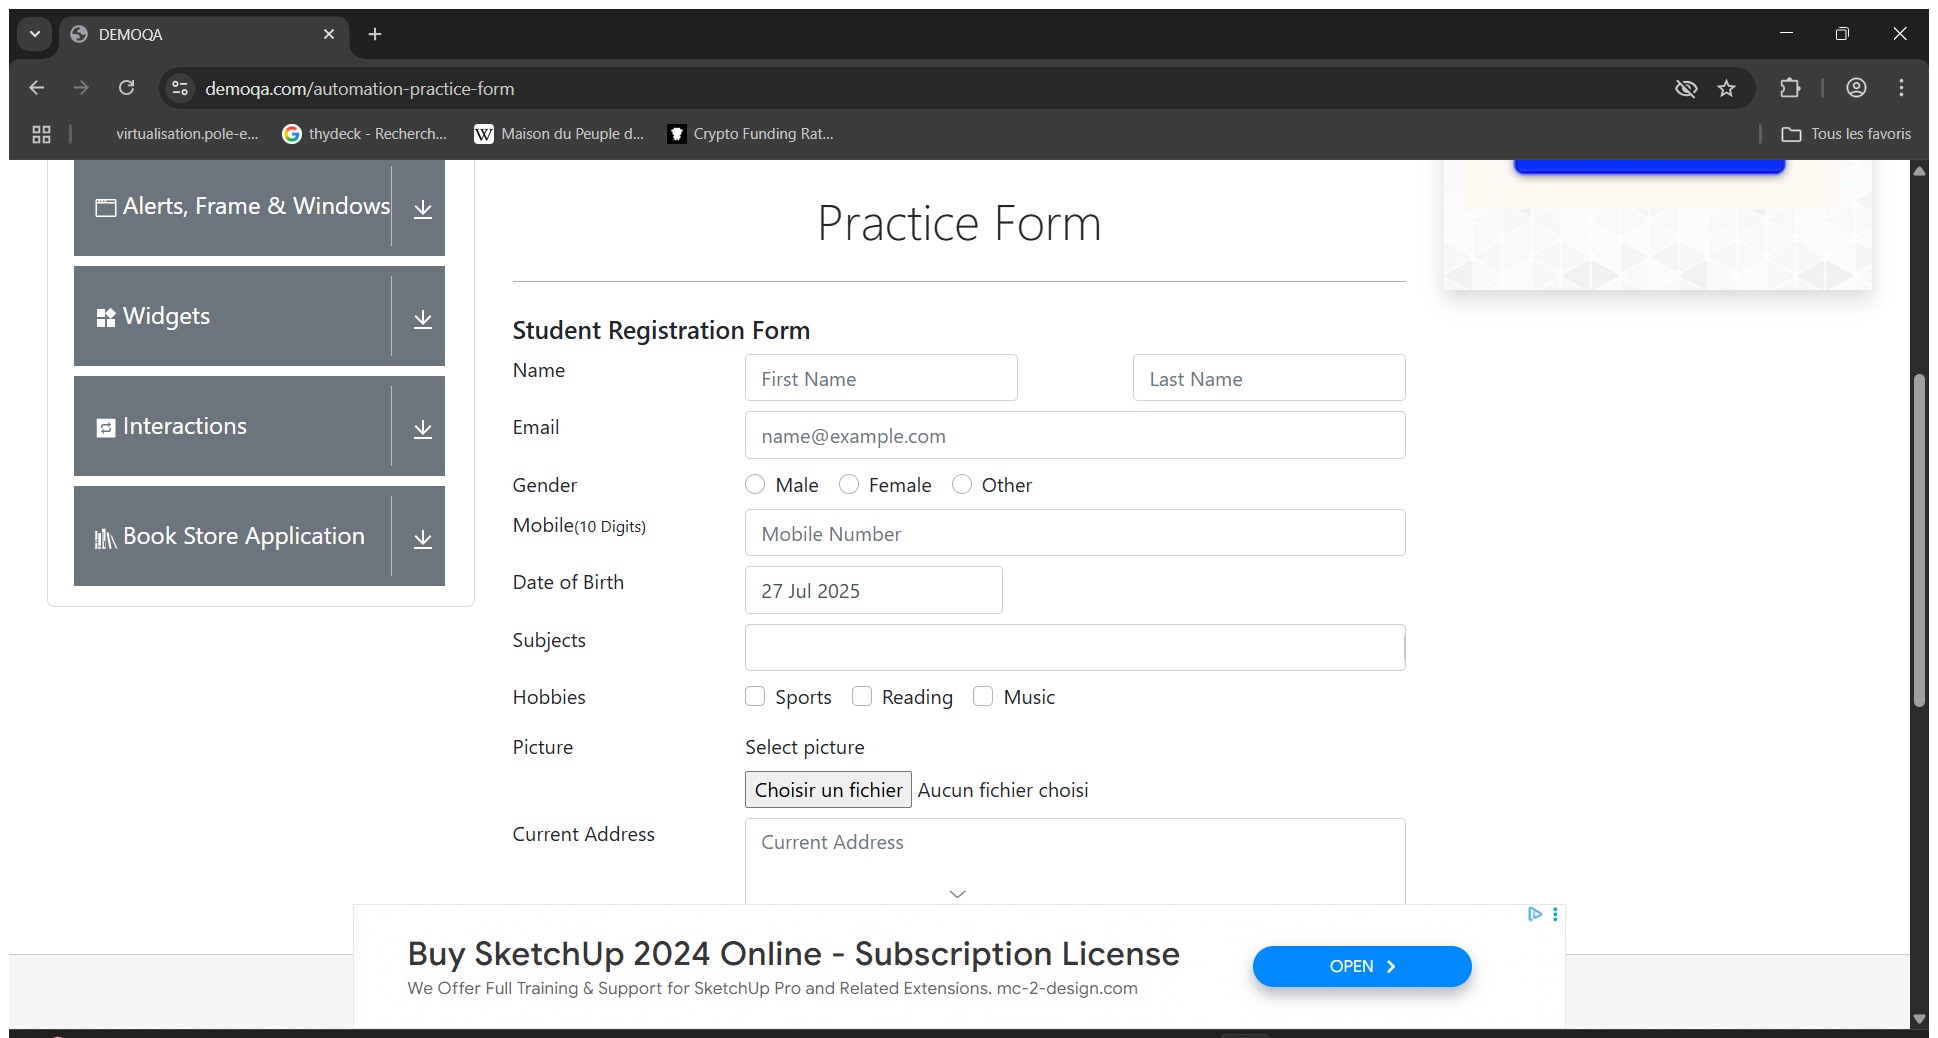 DEMOQA
demoqa.com/automation-practice-form
virtualisation.pole-e... thydeck - Recherch... Maison du Peuple d... Crypto Funding Rat... Tous les favoris
Alerts, Frame & Windows
Widgets
Interactions
Book Store Application
Practice Form
Student Registration Form
Name First Name Last Name
Email name@example.com
Gender Male Female Other
Mobile(10 Digits) Mobile Number
Date of Birth 27 Jul 2025
Subjects
Hobbies Sports Reading Music
Picture Select picture
Choisir un fichier Aucun fichier choisi
Current Address Current Address
Buy SketchUp 2024 Online - Subscription License
We Offer Full Training & Support for SketchUp Pro and Related Extensions. mc-2-design.com
OPEN